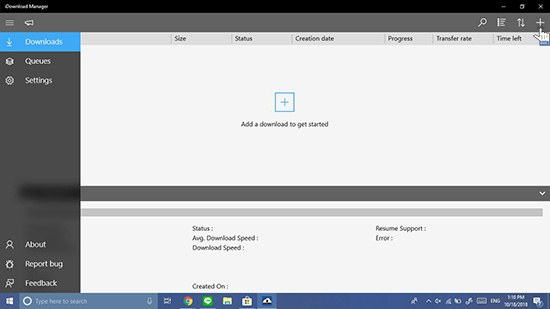 iDownload Manager
Downloads
Size Status Creation date Progress Transfer rate Time left
Queues
Settings
Add a download to get started
Status :
Resume Support :
Avg. Download Speed :
Error :
Download Speed :
Created On :
About
Report bug
Feedback
Type here to search
1:10 PM
10/18/2018